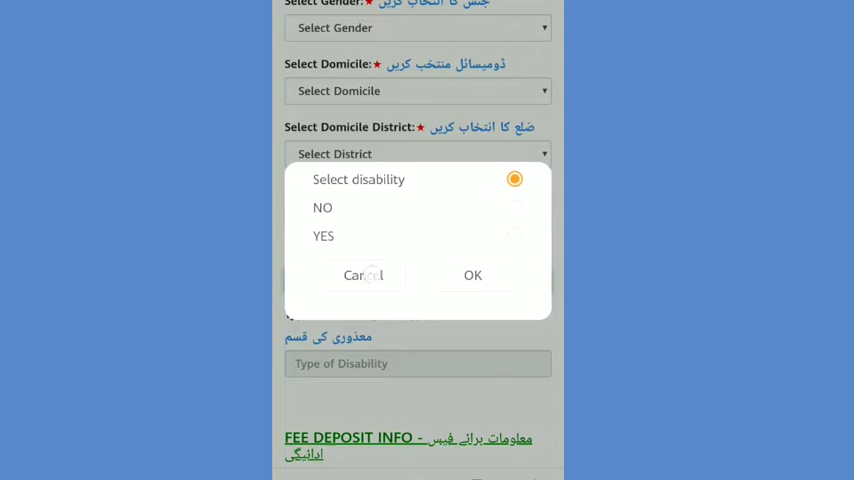 Select Gender:★ جنس کا انتخاب کریں
Select Gender
Select Domicile:★ ڈومیسائل منتخب کریں
Select Domicile
Select Domicile District:★ ضلع کا انتخاب کریں
Select District
Select disability
NO
YES
Cancel OK
معذوری کی قسم
Type of Disability
FEE DEPOSIT INFO - معلومات برائے فیس
ادائیگی